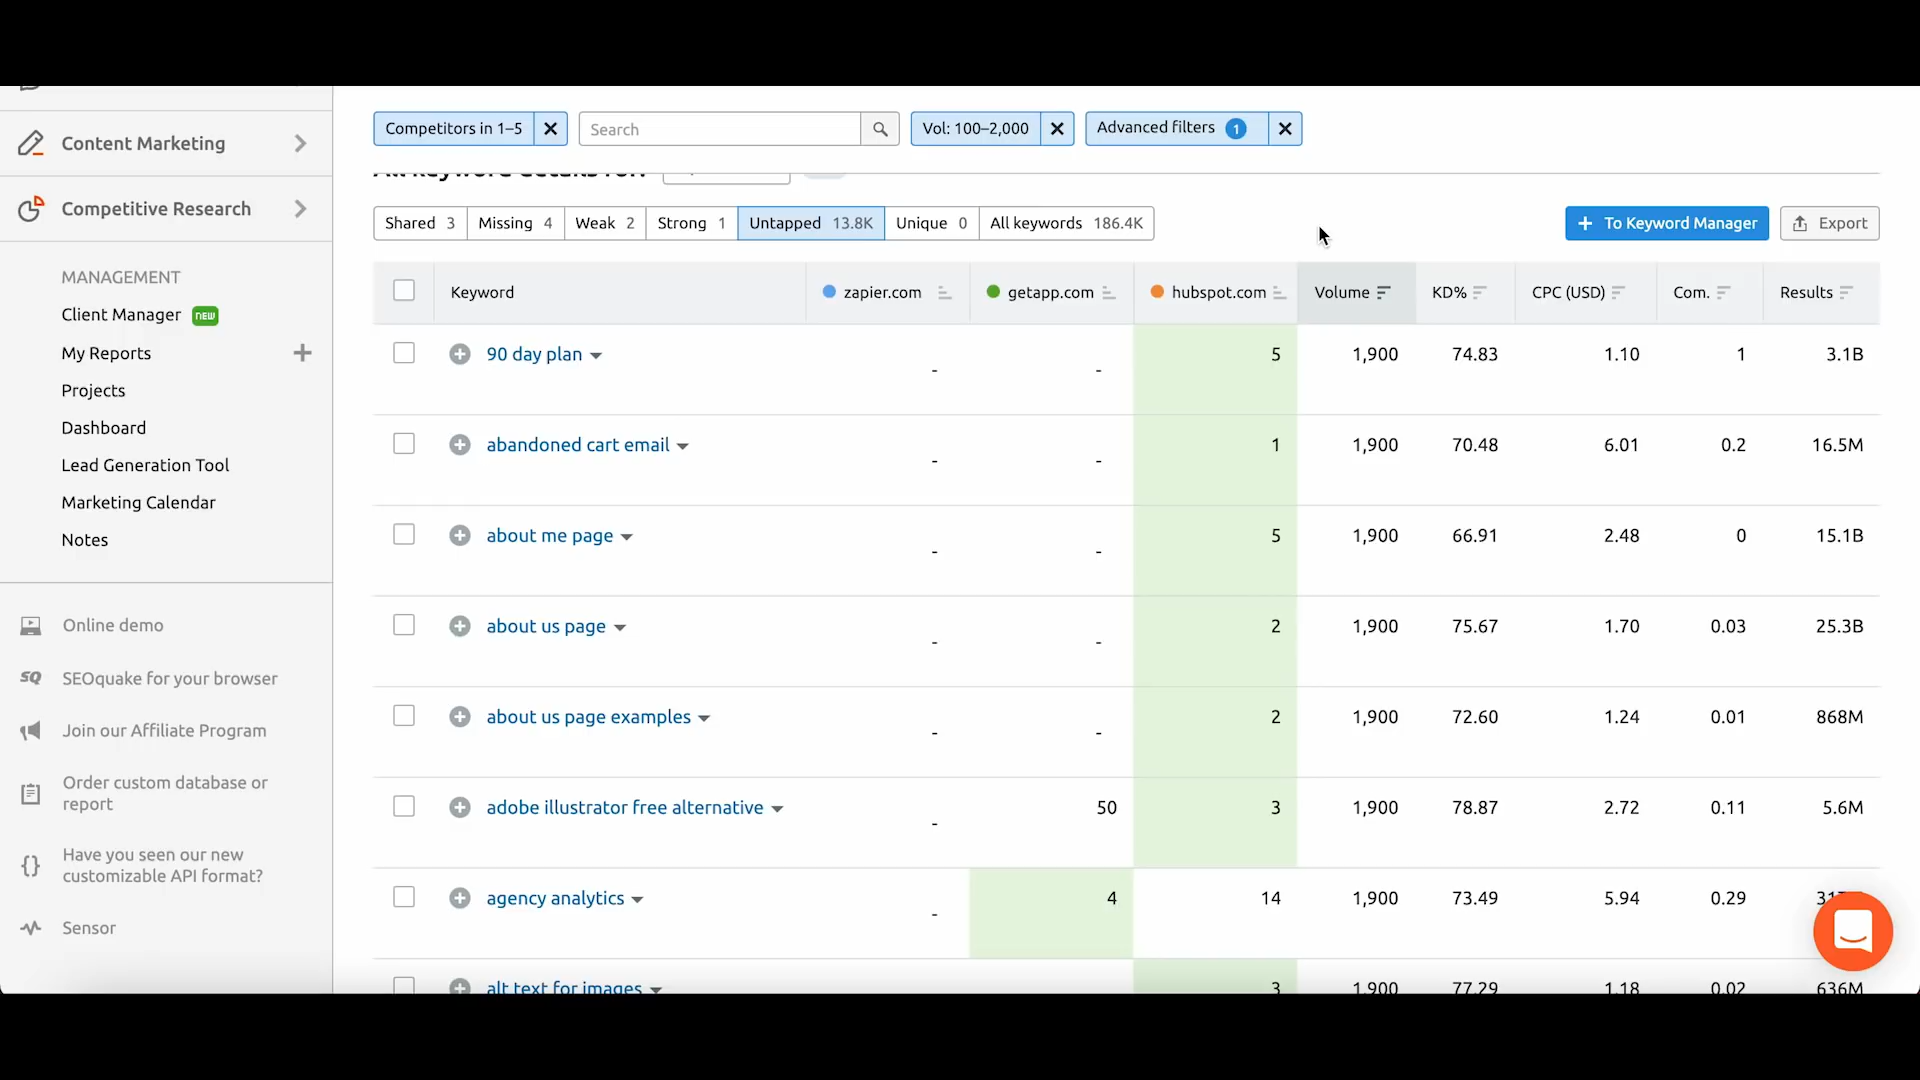 Competitors in 1–5
Search
Vol: 100–2,000
Advanced filters 1
Content Marketing
Competitive Research
All keyword details for:
Shared 3 Missing 4 Weak 2 Strong 1 Untapped 13.8K Unique 0 All keywords 186.4K
+ To Keyword Manager
Export
MANAGEMENT
Client Manager NEW
My Reports
Projects
Dashboard
Lead Generation Tool
Marketing Calendar
Notes
Online demo
SQ SEOquake for your browser
Join our Affiliate Program
Order custom database or
report
Have you seen our new
customizable API format?
Sensor
Keyword zapier.com getapp.com hubspot.com Volume KD% CPC (USD) Com. Results
90 day plan - - 5 1,900 74.83 1.10 1 3.1B
abandoned cart email - - 1 1,900 70.48 6.01 0.2 16.5M
about me page - - 5 1,900 66.91 2.48 0 15.1B
about us page - - 2 1,900 75.67 1.70 0.03 25.3B
about us page examples - - 2 1,900 72.60 1.24 0.01 868M
adobe illustrator free alternative - 50 3 1,900 78.87 2.72 0.11 5.6M
agency analytics - 4 14 1,900 73.49 5.94 0.29
alt text for images 3 1,900 77.29 1.18 0.02 636M